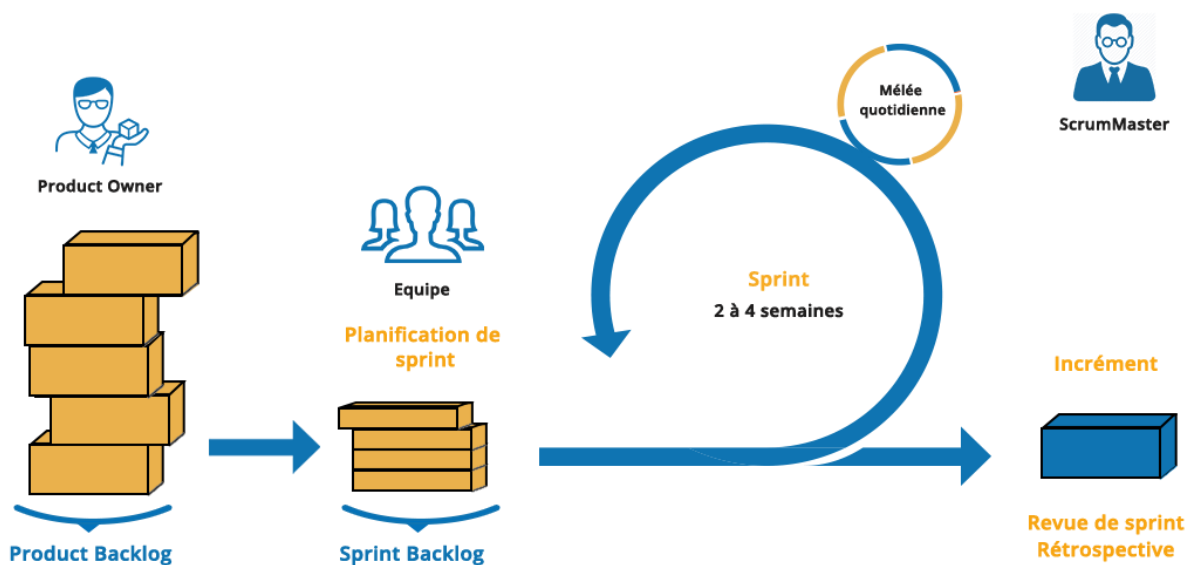 Mélée
quotidienne
ScrumMaster
Product Owner
Equipe
Planification de
sprint
Sprint
2 à 4 semaines
Incrément
Product Backlog
Sprint Backlog
Revue de sprint
Rétrospective